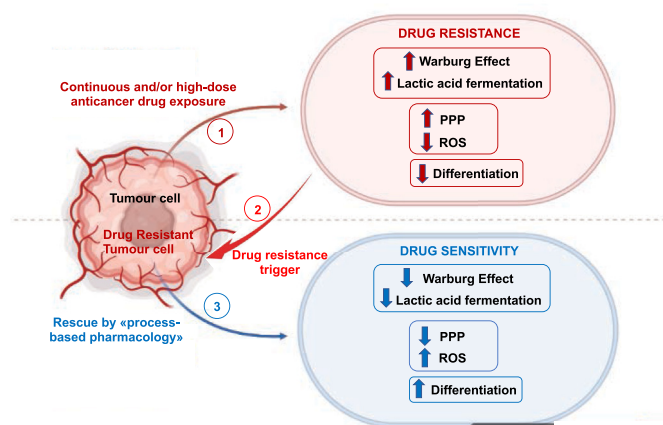 DRUG RESISTANCE
Warburg Effect
Lactic acid fermentation
PPP
ROS
Differentiation
Continuous and/or high-dose
anticancer drug exposure
1
Tumour cell
Drug Resistant
Tumour cell
2
Drug resistance
trigger
3
Rescue by «process-
based pharmacology»
DRUG SENSITIVITY
Warburg Effect
Lactic acid fermentation
PPP
ROS
Differentiation